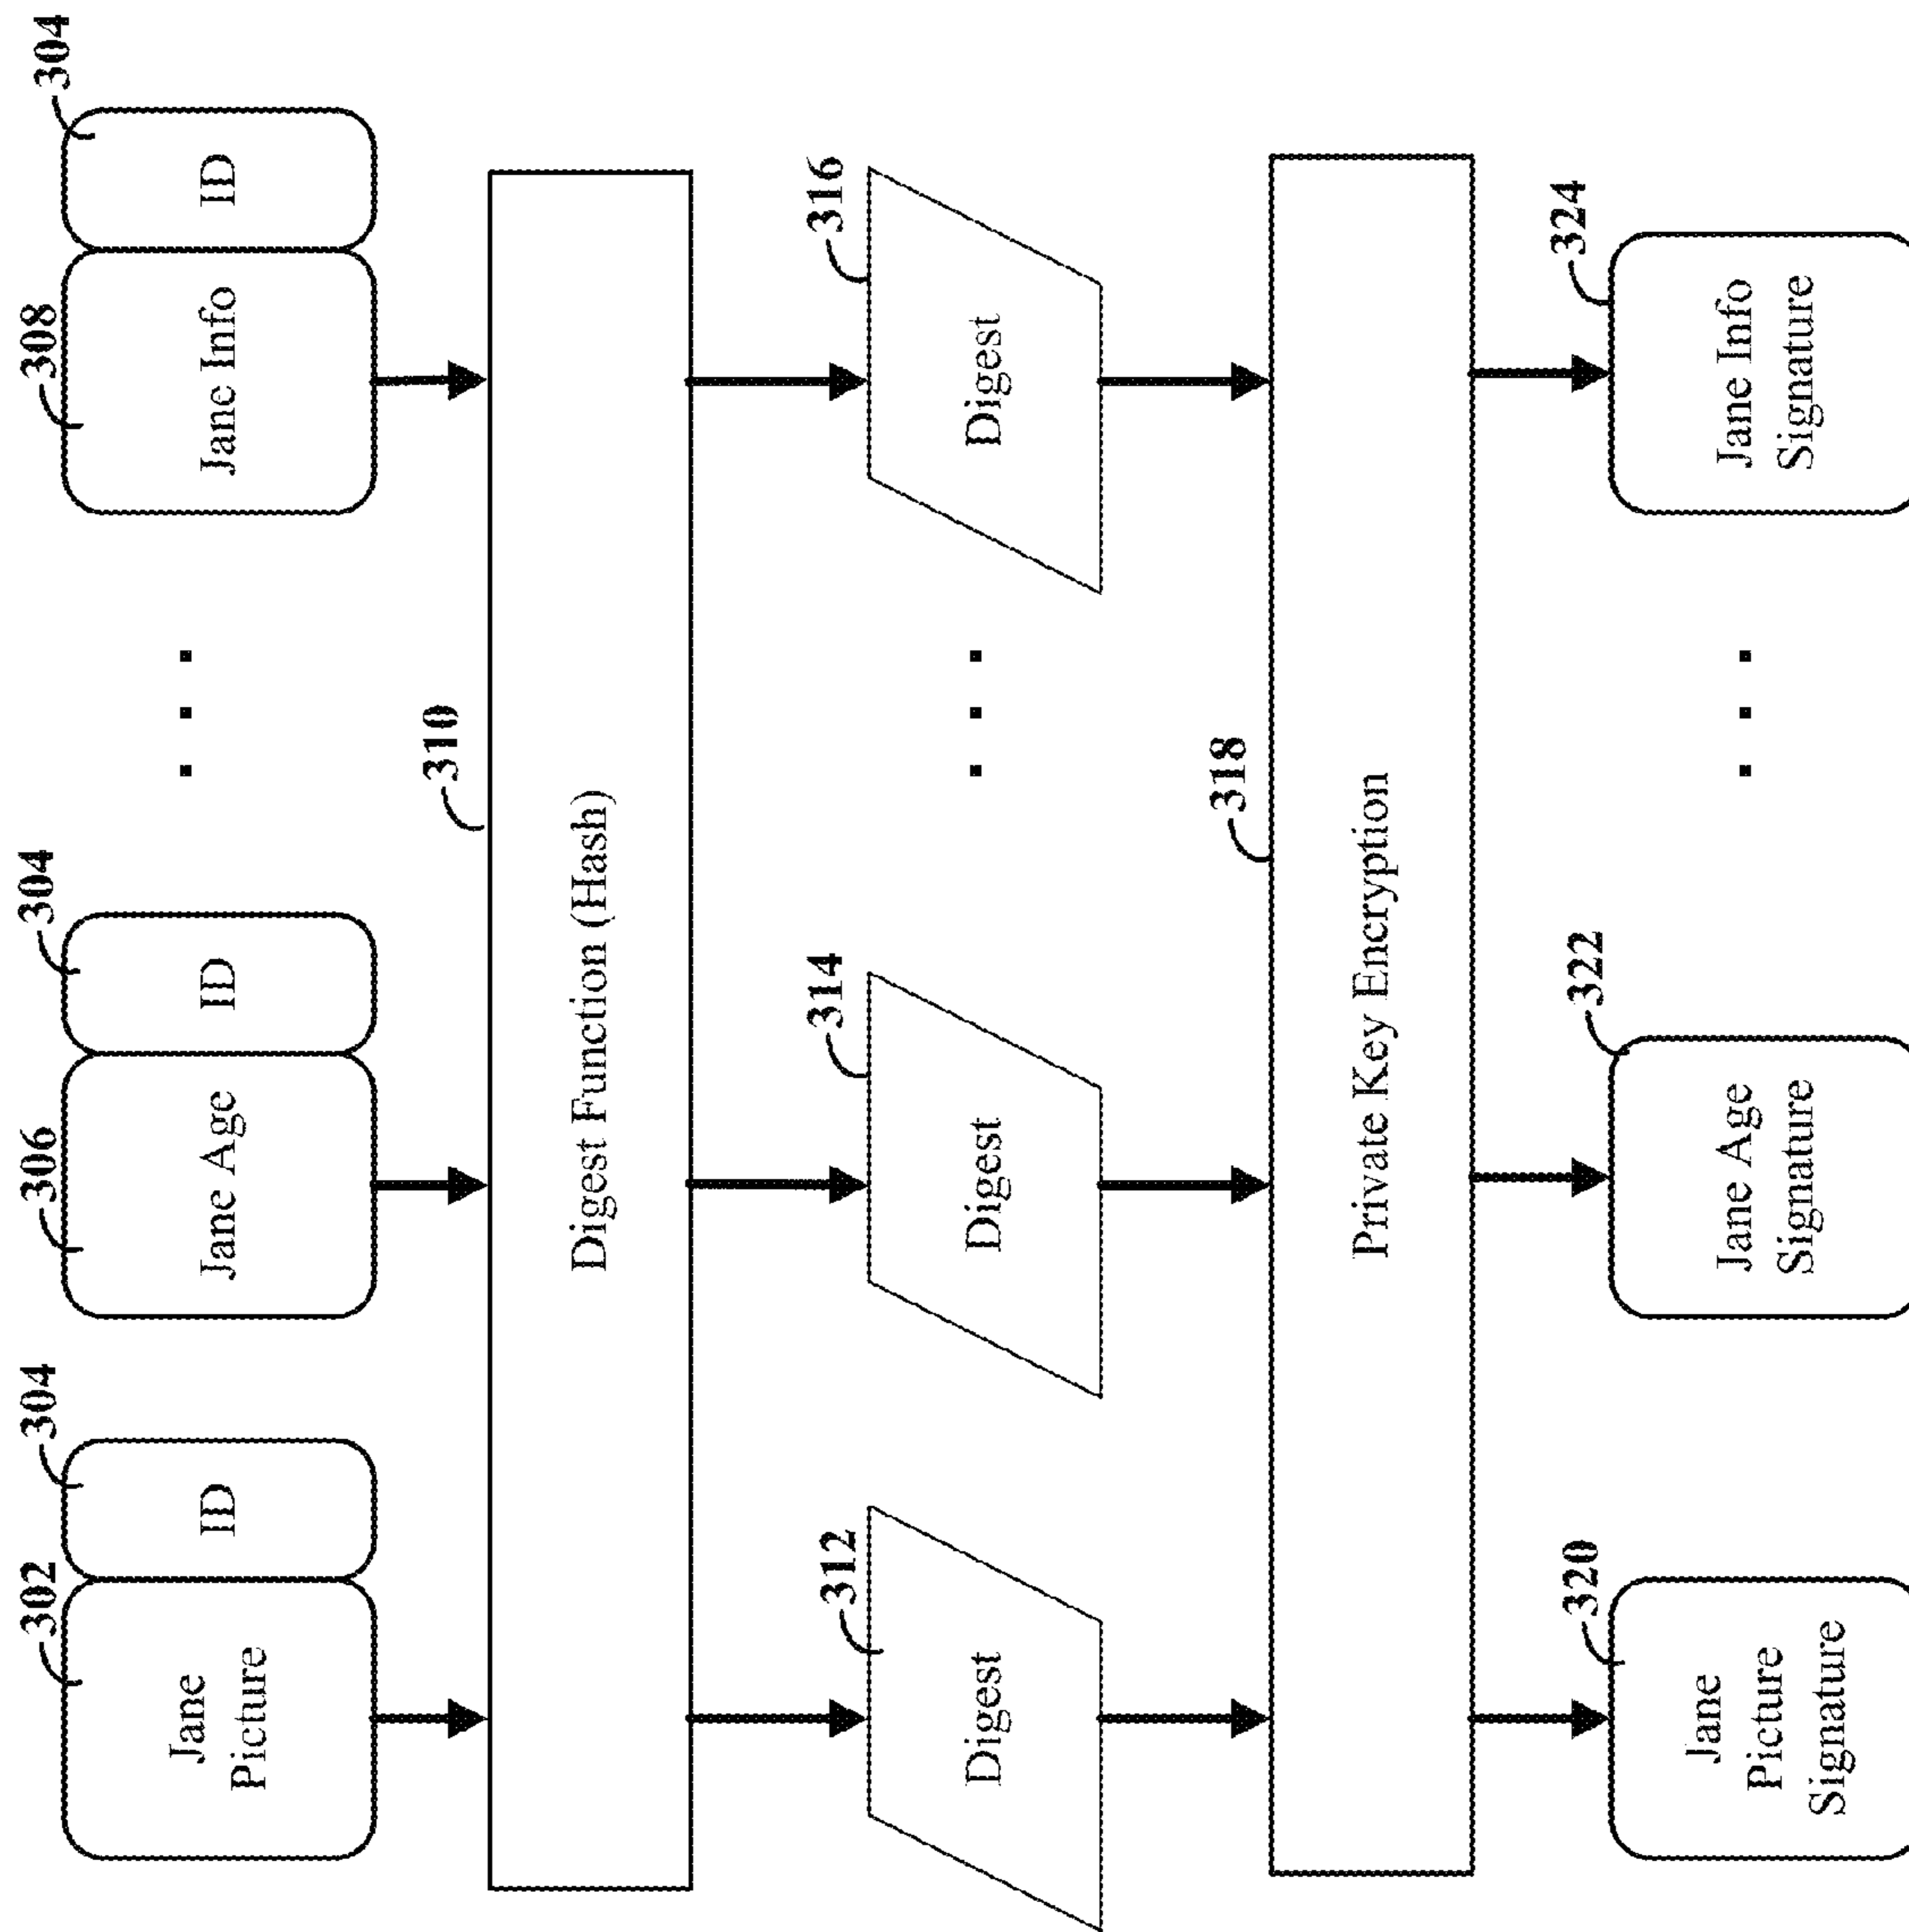 302
304
306
304
308
304
Jane
Picture
ID
Jane Age
ID
. . .
Jane Info
ID
310
Digest Function (Hash)
312
314
316
Digest
Digest
. . .
Digest
318
Private Key Encryption
320
322
324
Jane
Picture
Signature
Jane Age
Signature
. . .
Jane Info
Signature